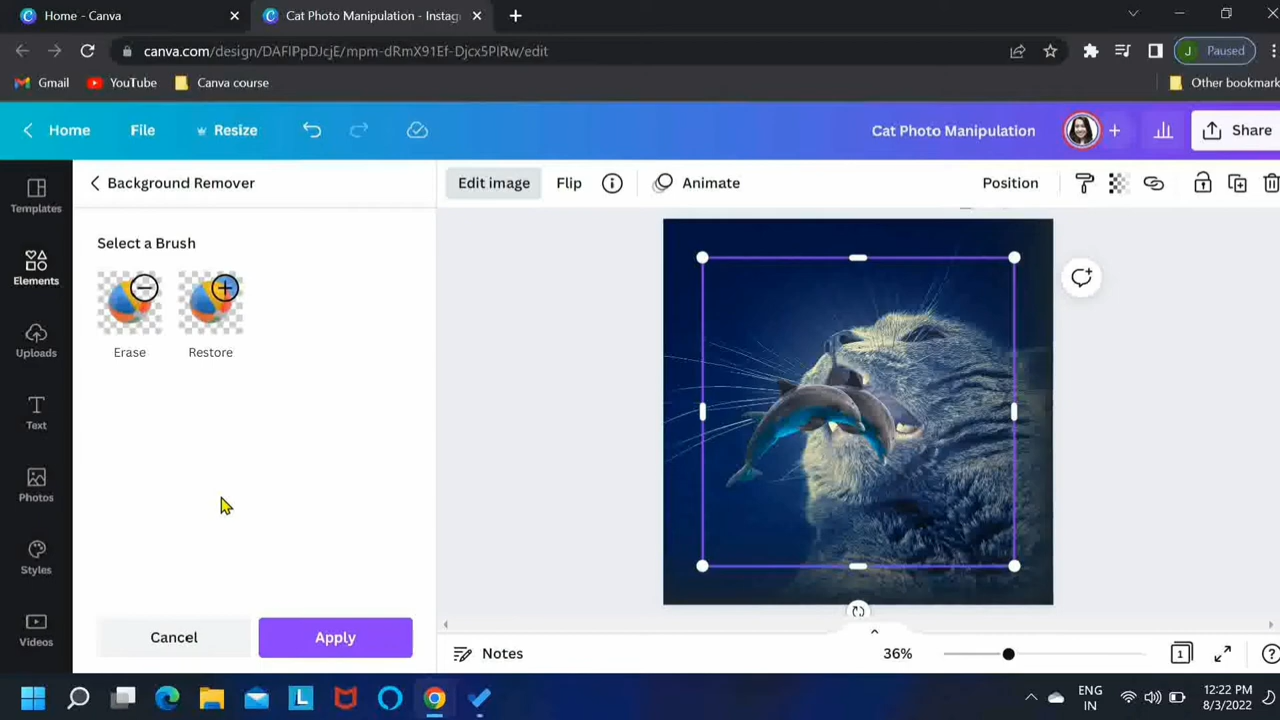 Home - Canva
Cat Photo Manipulation - Instag
canva.com/design/DAFIPpDJcjE/mpm-dRmX91Ef-Djcx5PlRw/edit
J Paused
Gmail YouTube Canva course Other bookmark
Home File Resize Cat Photo Manipulation Share
Background Remover
Edit image Flip Animate Position
Templates
Elements
Uploads
Text
Photos
Styles
Videos
Select a Brush
Erase Restore
Cancel Apply
Notes 36% 1
ENG
IN
12:22 PM
8/3/2022